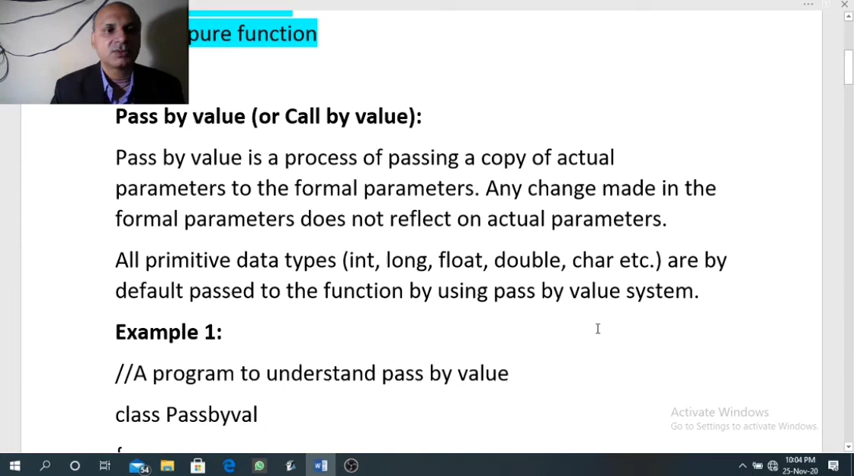 pure function
Pass by value (or Call by value):
Pass by value is a process of passing a copy of actual
parameters to the formal parameters. Any change made in the
formal parameters does not reflect on actual parameters.
All primitive data types (int, long, float, double, char etc.) are by
default passed to the function by using pass by value system.
Example 1:
//A program to understand pass by value
class Passbyval
{
Activate Windows
Go to Settings to activate Windows.
54
10:04 PM
25-Nov-20